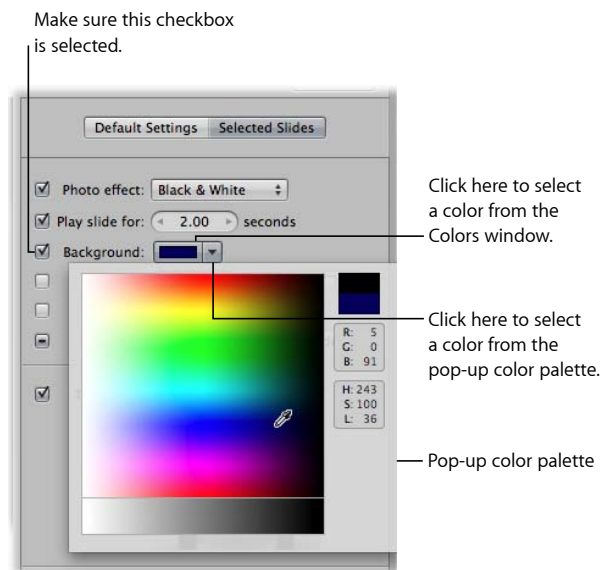 Make sure this checkbox
is selected.
Default Settings
Selected Slides
Photo effect: Black & White
Play slide for: 2.00 seconds
Background:
Click here to select
a color from the
Colors window.
R: 5
G: 0
B: 91
H: 243
S: 100
L: 36
Click here to select
a color from the
pop-up color palette.
Pop-up color palette